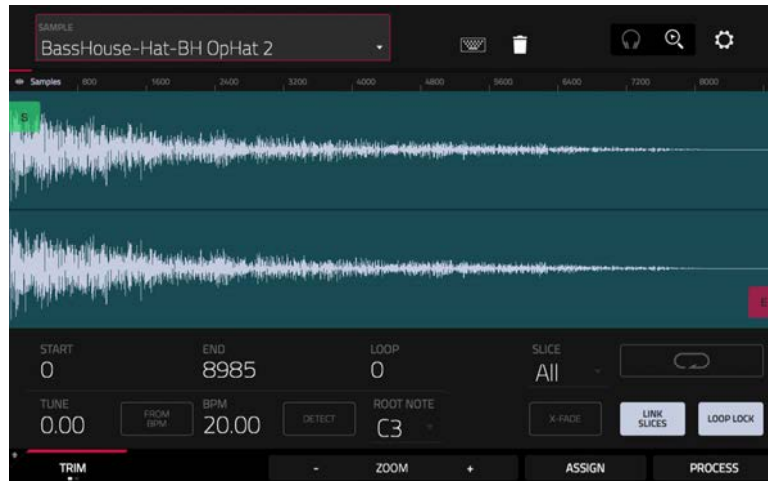 SAMPLE
BassHouse-Hat-BH OpHat 2
Samples 800 1600 2400 3200 4000 4800 5600 6400 7200 8000
S
E
START END LOOP SLICE
0 8985 0 All
TUNE FROM BPM BPM DETECT ROOT NOTE X-FADE LINK SLICES LOOP LOCK
0.00 20.00 C3
TRIM - ZOOM + ASSIGN PROCESS